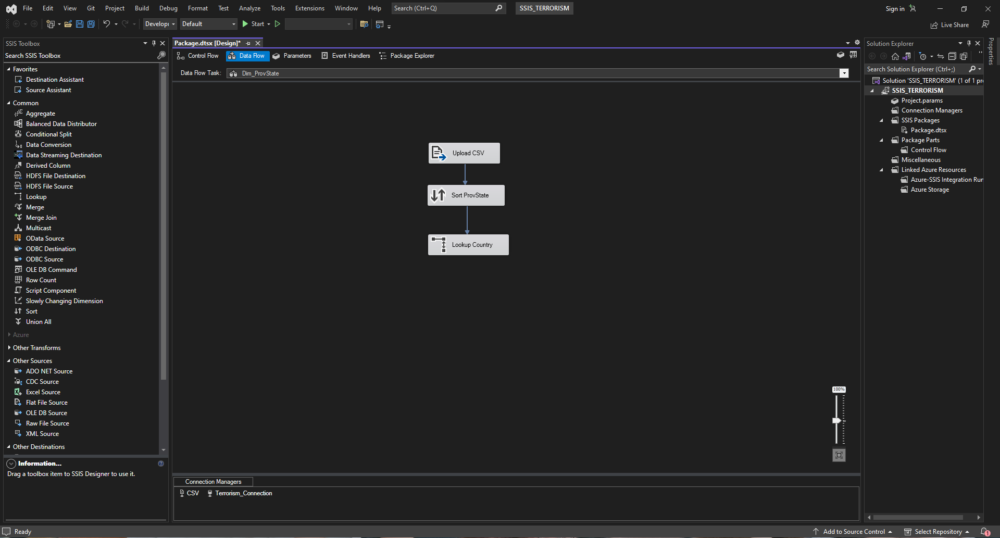 File Edit View Git Project Build Debug Format Test Analyze Tools Extensions Window Help Search (Ctrl+Q) SSIS_TERRORISM Sign in
Develop Default Start Live Share
SSIS Toolbox
Search SSIS Toolbox
Favorites
Destination Assistant
Source Assistant
Common
Aggregate
Balanced Data Distributor
Conditional Split
Data Conversion
Data Streaming Destination
Derived Column
HDFS File Destination
HDFS File Source
Lookup
Merge
Merge Join
Multicast
OData Source
ODBC Destination
ODBC Source
OLE DB Command
Row Count
Script Component
Slowly Changing Dimension
Sort
Union All
Azure
Other Transforms
Other Sources
ADO NET Source
CDC Source
Excel Source
Flat File Source
OLE DB Source
Raw File Source
XML Source
Other Destinations
Information...
Drag a toolbox item to SSIS Designer to use it.
Package.dtsx [Design]*
Control Flow Data Flow Parameters Event Handlers Package Explorer
Data Flow Task: Dim_ProvState
Upload CSV
Sort ProvState
Lookup Country
100%
Connection Managers
CSV Terrorism_Connection
Solution Explorer
Search Solution Explorer (Ctrl+;)
Solution 'SSIS_TERRORISM' (1 of 1 pr
SSIS_TERRORISM
Project.params
Connection Managers
SSIS Packages
Package.dtsx
Package Parts
Control Flow
Miscellaneous
Linked Azure Resources
Azure-SSIS Integration Run
Azure Storage
Properties
Ready Add to Source Control Select Repository 1